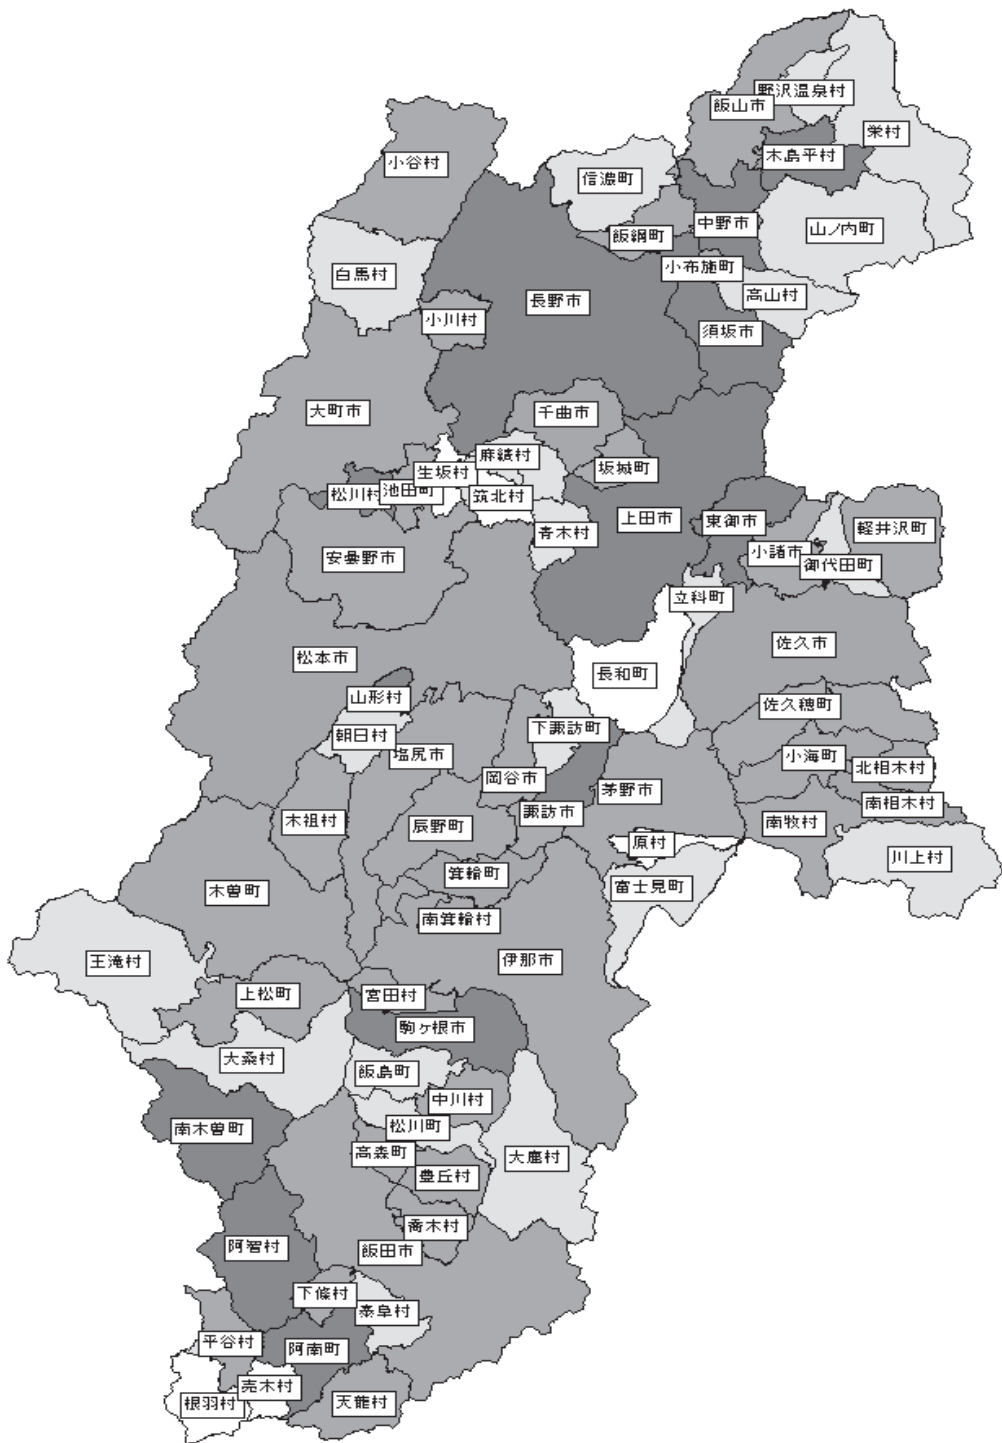 野沢温泉村
飯山市
栄村
木島平村
小谷村
信濃町
中野市
山ノ内町
飯綱町
小布施町
白馬村
高山村
長野市
小川村
須坂市
大町市
千曲市
麻績村
坂城町
生坂村
松川村
池田町
筑北村
上田市
東御市
軽井沢町
青木村
小諸市
安曇野市
御代田町
立科町
佐久市
松本市
長和町
山形村
佐久穂町
下諏訪町
朝日村
塩尻市
小海町
北相木村
岡谷市
茅野市
南相木村
諏訪市
木祖村
辰野町
南牧村
原村
川上村
箕輪町
富士見町
木曽町
南箕輪村
王滝村
伊那市
上松町
宮田村
駒ヶ根市
大桑村
飯島町
中川村
松川町
南木曽町
高森町
大鹿村
豊丘村
喬木村
阿智村
飯田市
下條村
泰阜村
平谷村
阿南町
売木村
根羽村
天龍村